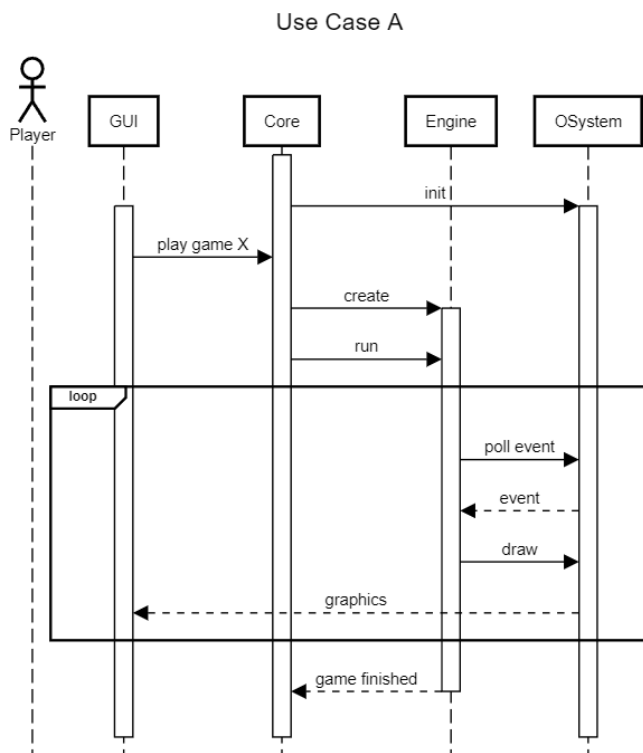 Use Case A
Player
GUI
Core
Engine
OSystem
init
play game X
create
run
loop
poll event
event
draw
graphics
game finished